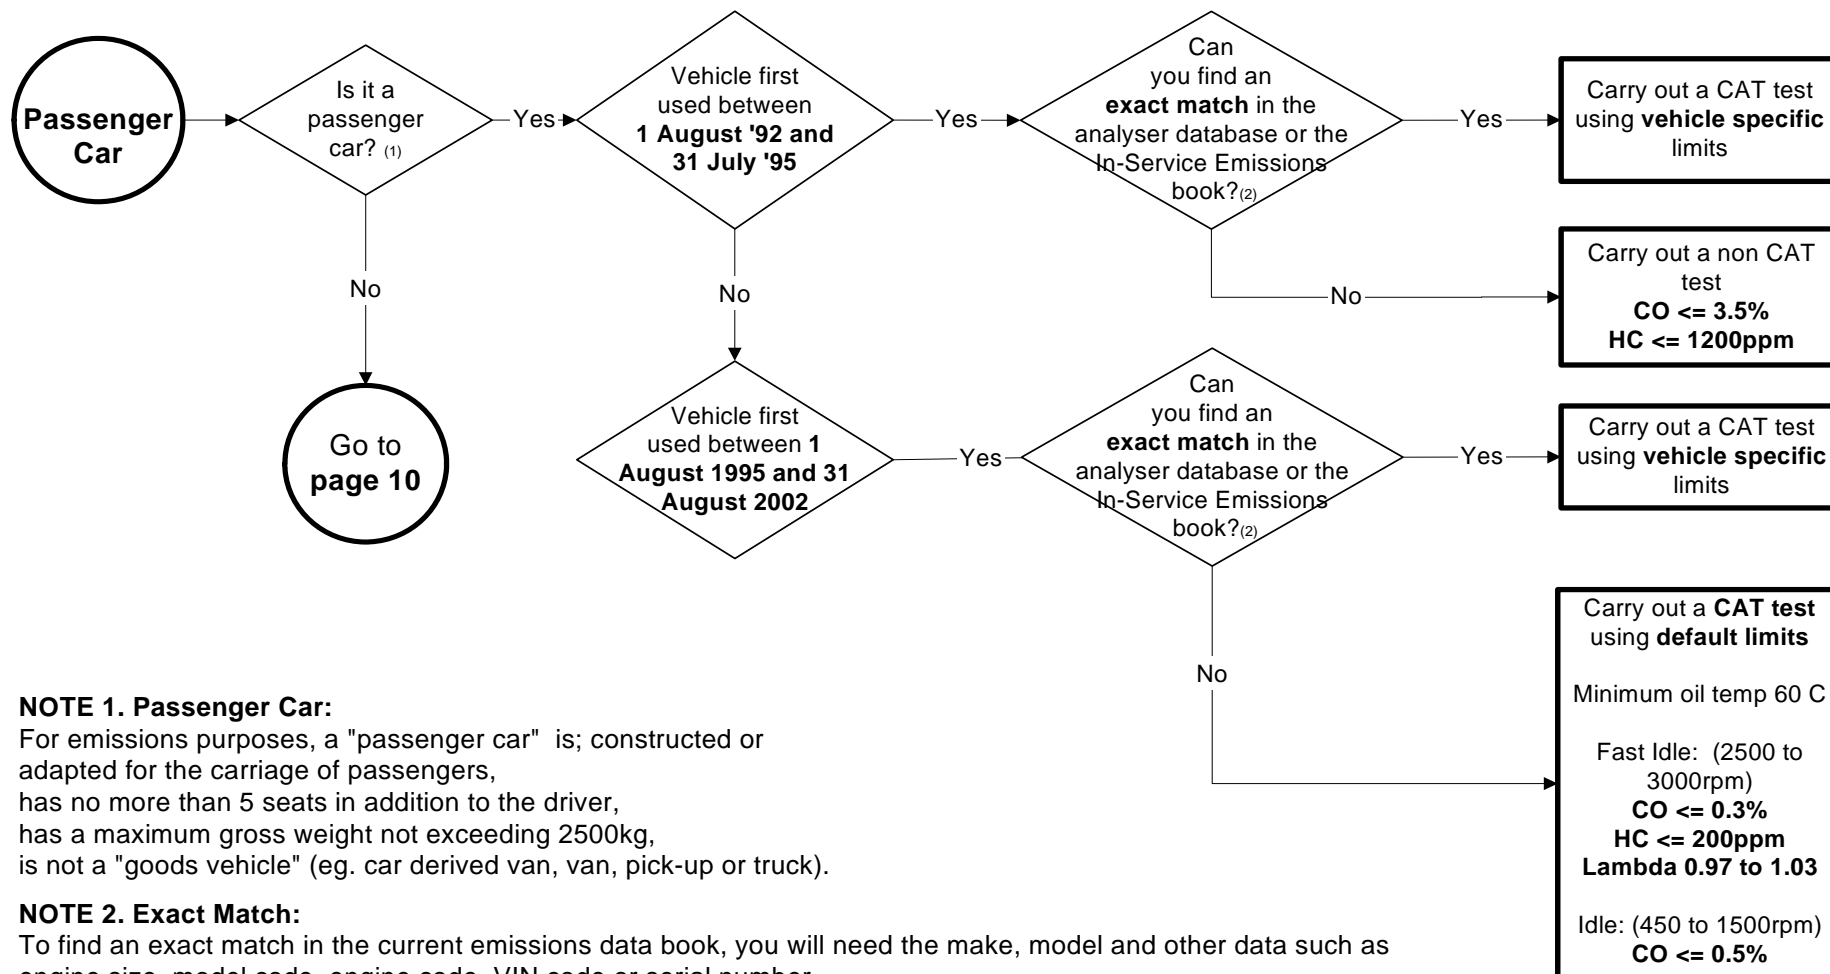 Passenger
Car
Is it a
passenger
car? (1)
Yes
No
Go to
page 10
Vehicle first
used between
1 August '92 and
31 July '95
Yes
No
Can
you find an
exact match in the
analyser database or the
In-Service Emissions
book?(2)
Yes
Carry out a CAT test
using vehicle specific
limits
No
Carry out a non CAT
test
CO <= 3.5%
HC <= 1200ppm
Vehicle first
used between 1
August 1995 and 31
August 2002
Yes
Can
you find an
exact match in the
analyser database or the
In-Service Emissions
book?(2)
Yes
Carry out a CAT test
using vehicle specific
limits
No
Carry out a CAT test
using default limits
Minimum oil temp 60 C
Fast Idle: (2500 to
3000rpm)
CO <= 0.3%
HC <= 200ppm
Lambda 0.97 to 1.03
Idle: (450 to 1500rpm)
CO <= 0.5%
NOTE 1. Passenger Car:
For emissions purposes, a "passenger car" is; constructed or
adapted for the carriage of passengers,
has no more than 5 seats in addition to the driver,
has a maximum gross weight not exceeding 2500kg,
is not a "goods vehicle" (eg. car derived van, van, pick-up or truck).
NOTE 2. Exact Match:
To find an exact match in the current emissions data book, you will need the make, model and other data such as
engine size, model code, engine code, VIN code or serial number